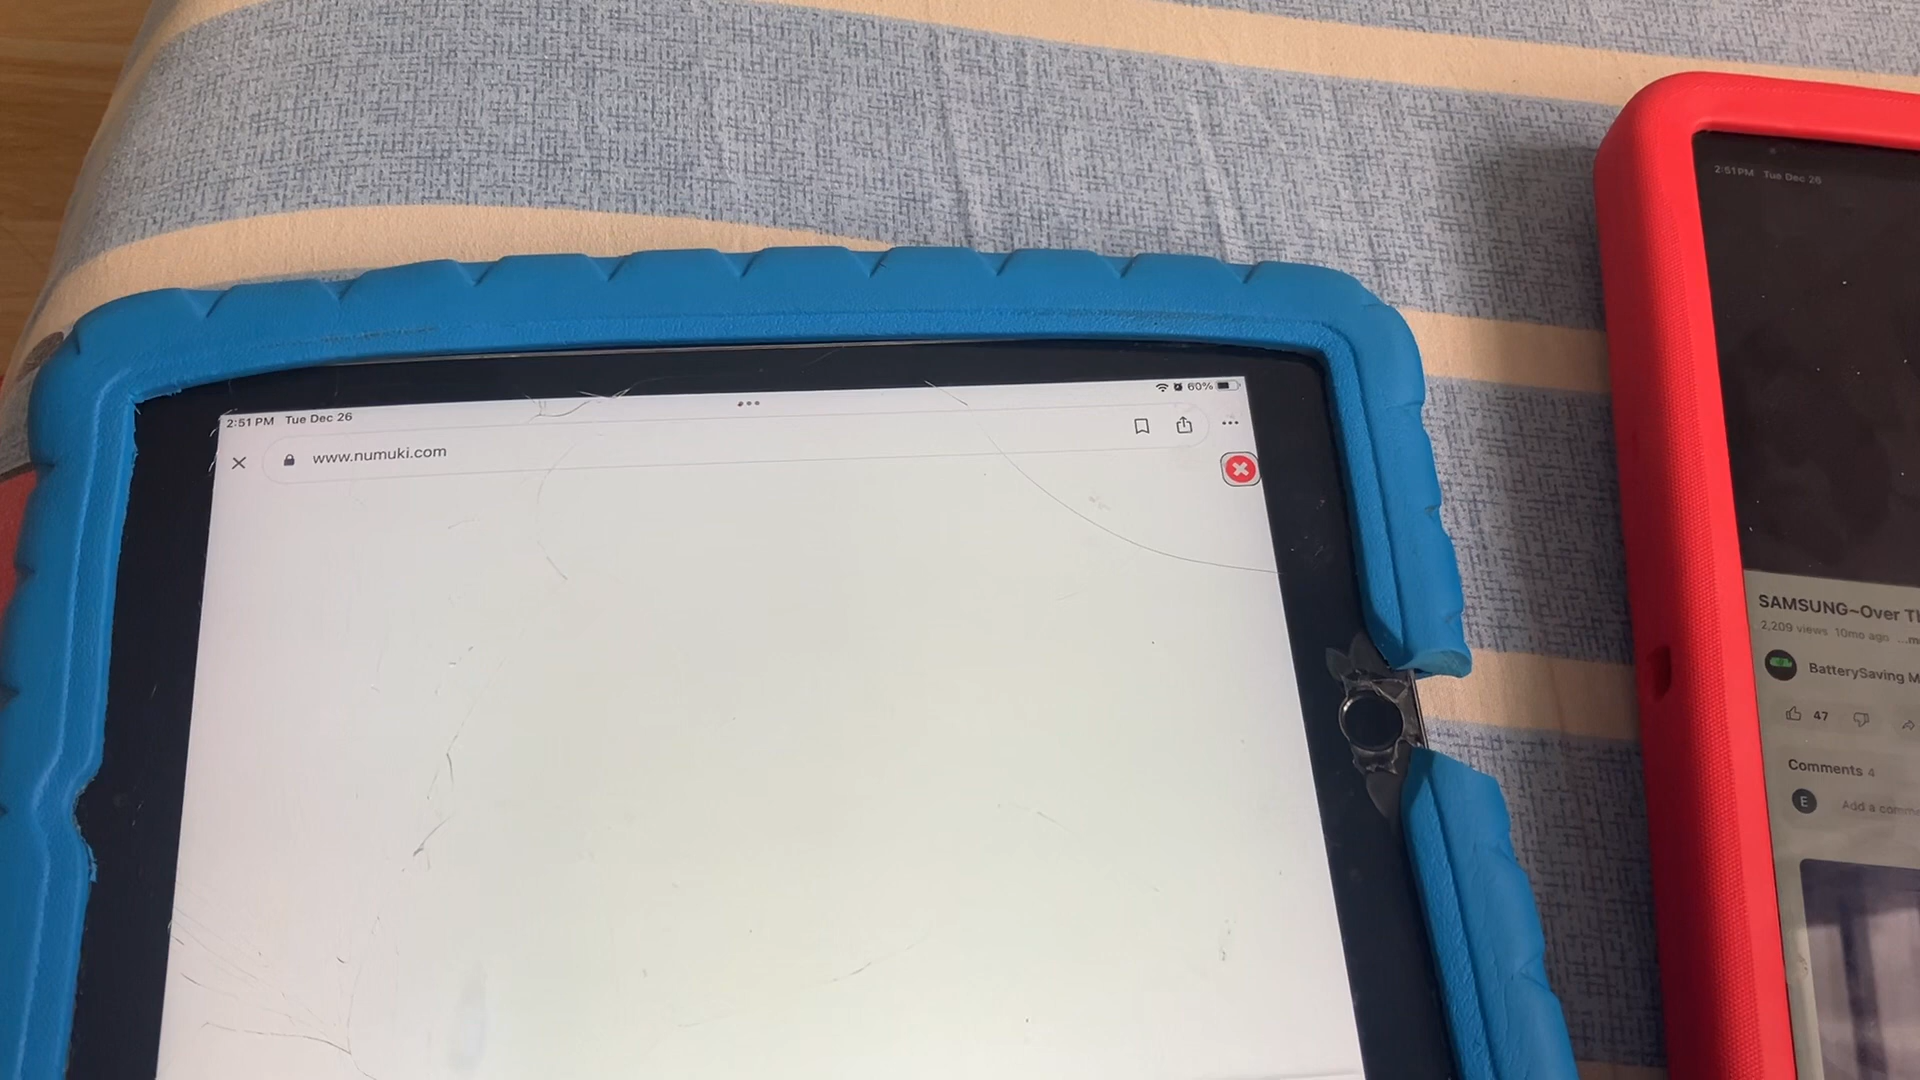 2:51 PM Tue Dec 26
60%
www.numuki.com
2:51 PM Tue Dec 26
SAMSUNG~Over
2,209 views 10mo ago ...m
BatterySaving
47
Comments 4
E
Add a